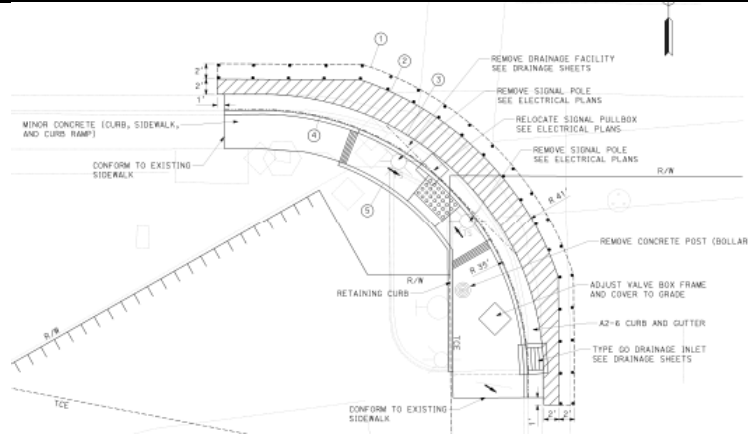 1
2
3
REMOVE DRAINAGE FACILITY
SEE DRAINAGE SHEETS
2'
2'
1'
REMOVE SIGNAL POLE
SEE ELECTRICAL PLANS
RELOCATE SIGNAL PULLBOX
SEE ELECTRICAL PLANS
MINOR CONCRETE (CURB, SIDEWALK,
AND CURB RAMP)
4
REMOVE SIGNAL POLE
SEE ELECTRICAL PLANS
CONFORM TO EXISTING
SIDEWALK
R/W
5
R 41'
REMOVE CONCRETE POST (BOLLAR
R 35'
R/W
RETAINING CURB
ADJUST VALVE BOX FRAME
AND COVER TO GRADE
R/W
TCE
A2-6 CURB AND GUTTER
TYPE GO DRAINAGE INLET
SEE DRAINAGE SHEETS
TCE
CONFORM TO EXISTING
SIDEWALK
1'
2'
2'